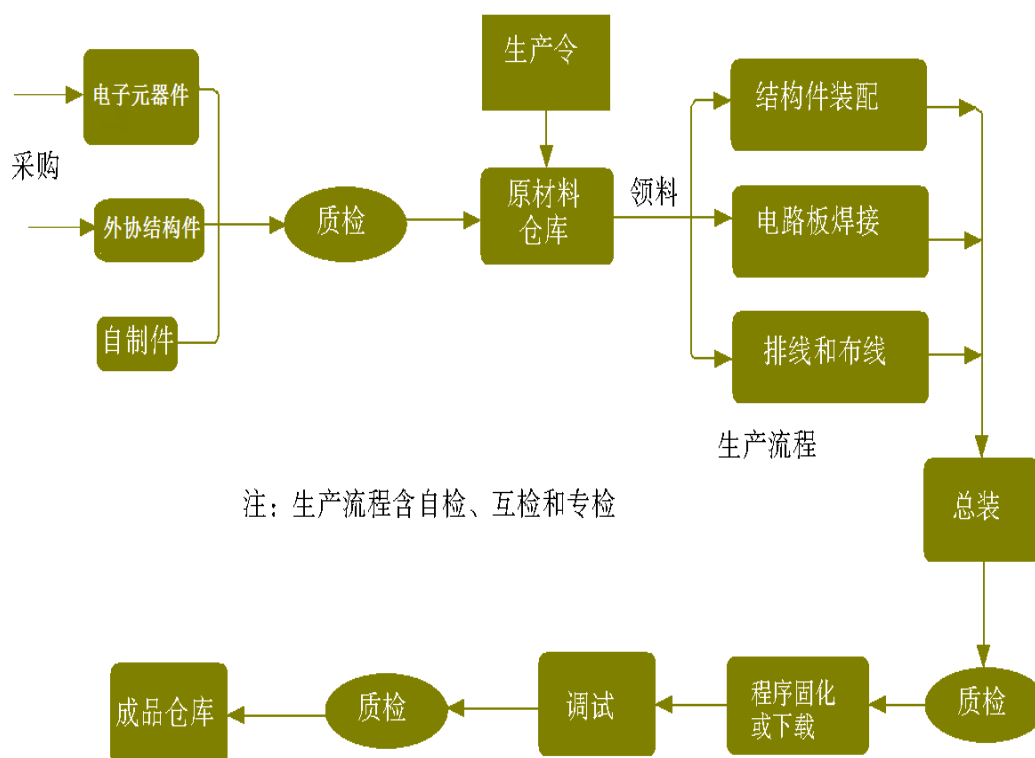 生产令
电子元器件
采购
外协结构件
自制件
质检
原材料
仓库
领料
结构件装配
电路板焊接
排线和布线
生产流程
注：生产流程含自检、互检和专检
总装
质检
程序固化
或下载
调试
质检
成品仓库